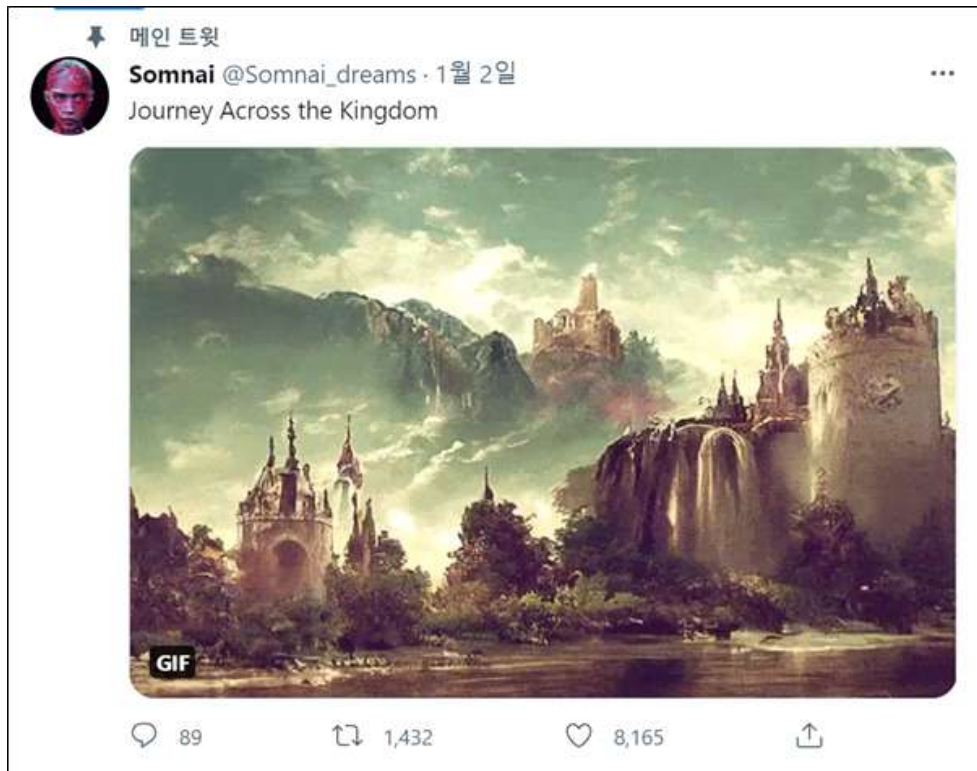 메인 트윗
Somnai @Somnai_dreams · 1월 2일
Journey Across the Kingdom
GIF
89 1,432 8,165